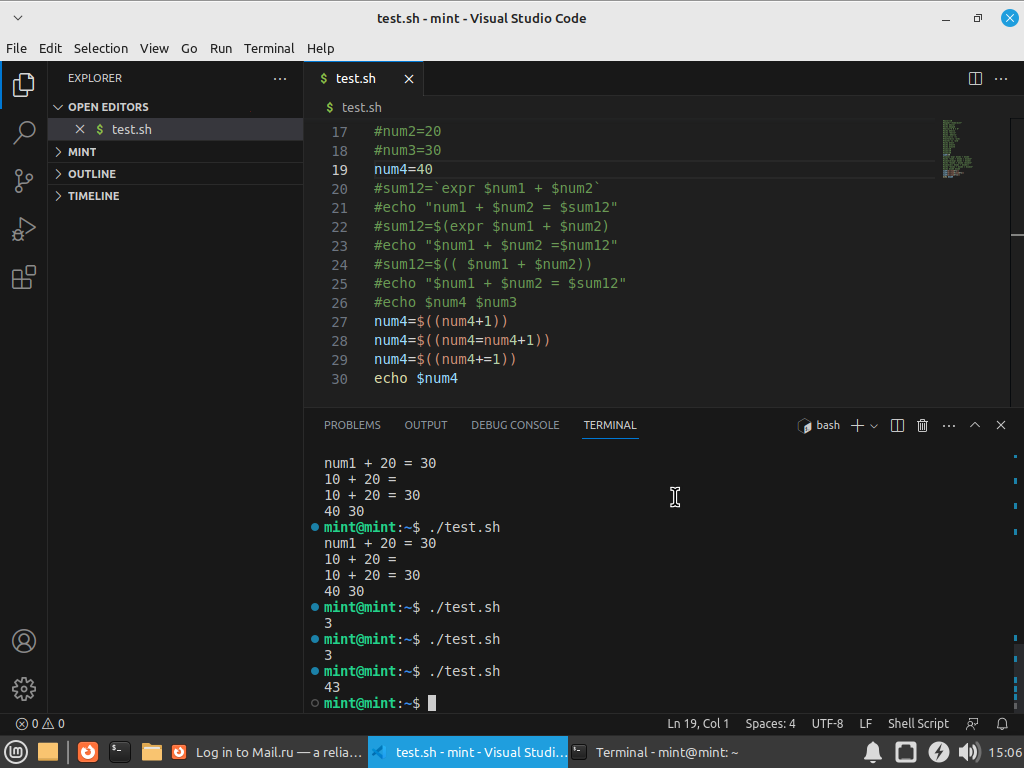 test.sh - mint - Visual Studio Code
File Edit Selection View Go Run Terminal Help
EXPLORER
OPEN EDITORS
$ test.sh
MINT
OUTLINE
TIMELINE
$ test.sh
$ test.sh
17 #num2=20
18 #num3=30
19 num4=40
20 #sum12=`expr $num1 + $num2`
21 #echo "num1 + $num2 = $sum12"
22 #sum12=$(expr $num1 + $num2)
23 #echo "$num1 + $num2 =$num12"
24 #sum12=$(( $num1 + $num2))
25 #echo "$num1 + $num2 = $sum12"
26 #echo $num4 $num3
27 num4=$((num4+1))
28 num4=$((num4=num4+1))
29 num4=$((num4+=1))
30 echo $num4
PROBLEMS OUTPUT DEBUG CONSOLE TERMINAL
bash
num1 + 20 = 30
10 + 20 =
10 + 20 = 30
40 30
mint@mint:~$ ./test.sh
num1 + 20 = 30
10 + 20 =
10 + 20 = 30
40 30
mint@mint:~$ ./test.sh
3
mint@mint:~$ ./test.sh
3
mint@mint:~$ ./test.sh
43
mint@mint:~$
0 0 Ln 19, Col 1 Spaces: 4 UTF-8 LF Shell Script
Log in to Mail.ru — a relia... test.sh - mint - Visual Studi... Terminal - mint@mint: ~ 15:06